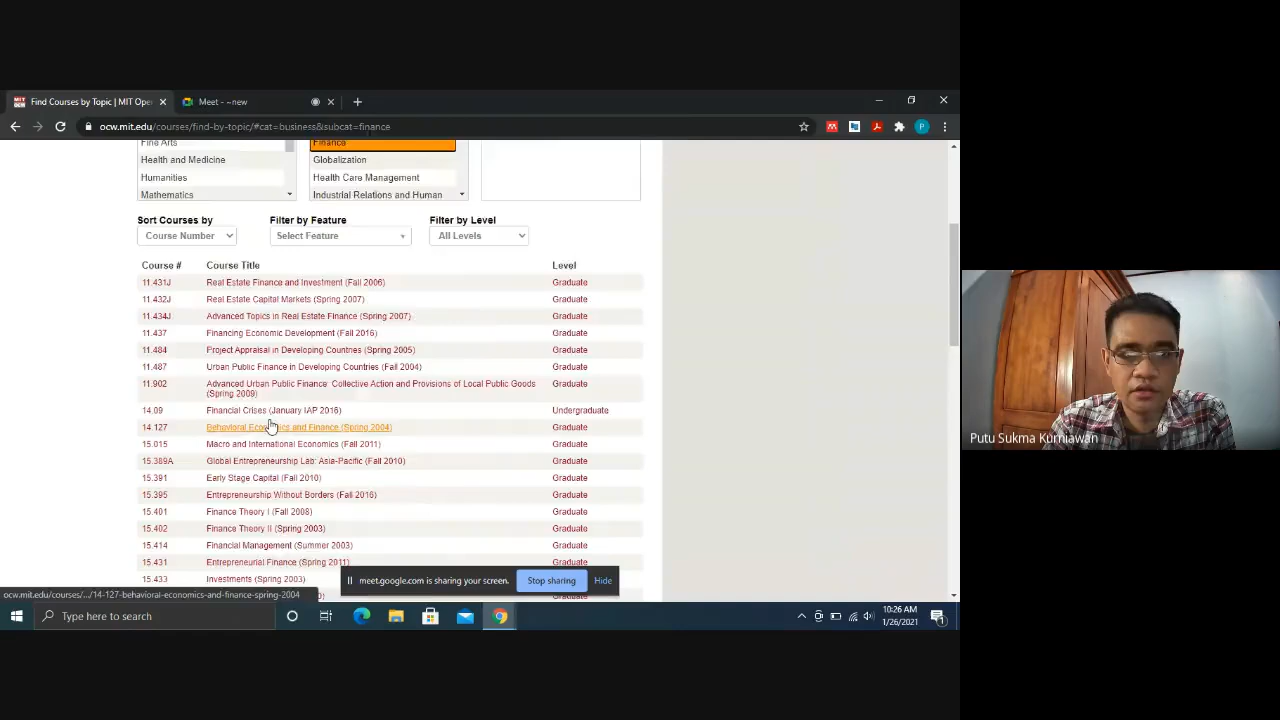 Find Courses by Topic | MIT Ope
Meet - ~new
ocw.mit.edu/courses/find-by-topic/#cat=business&subcat=finance
Fine Arts
Health and Medicine
Humanities
Mathematics
Finance
Globalization
Health Care Management
Industrial Relations and Human
Sort Courses by
Filter by Feature
Filter by Level
Course Number
Select Feature
All Levels
Course # Course Title Level
11.431J Real Estate Finance and Investment (Fall 2006) Graduate
11.432J Real Estate Capital Markets (Spring 2007) Graduate
11.434J Advanced Topics in Real Estate Finance (Spring 2007) Graduate
11.437 Financing Economic Development (Fall 2016) Graduate
11.484 Project Appraisal in Developing Countries (Spring 2005) Graduate
11.487 Urban Public Finance in Developing Countries (Fall 2004) Graduate
11.902 Advanced Urban Public Finance: Collective Action and Provisions of Local Public Goods Graduate
(Spring 2009)
14.09 Financial Crises (January IAP 2016) Undergraduate
14.127 Behavioral Economics and Finance (Spring 2004) Graduate
15.015 Macro and International Economics (Fall 2011) Graduate
15.389A Global Entrepreneurship Lab: Asia-Pacific (Fall 2010) Graduate
15.391 Early Stage Capital (Fall 2010) Graduate
15.395 Entrepreneurship Without Borders (Fall 2016) Graduate
15.401 Finance Theory I (Fall 2008) Graduate
15.402 Finance Theory II (Spring 2003) Graduate
15.414 Financial Management (Summer 2003) Graduate
15.431 Entrepreneurial Finance (Spring 2011) Graduate
15.433 Investments (Spring 2003) Graduate
meet.google.com is sharing your screen.
Stop sharing
Hide
ocw.mit.edu/courses/.../14-127-behavioral-economics-and-finance-spring-2004
Type here to search
10:26 AM
1/26/2021
Putu Sukma Kurniawan